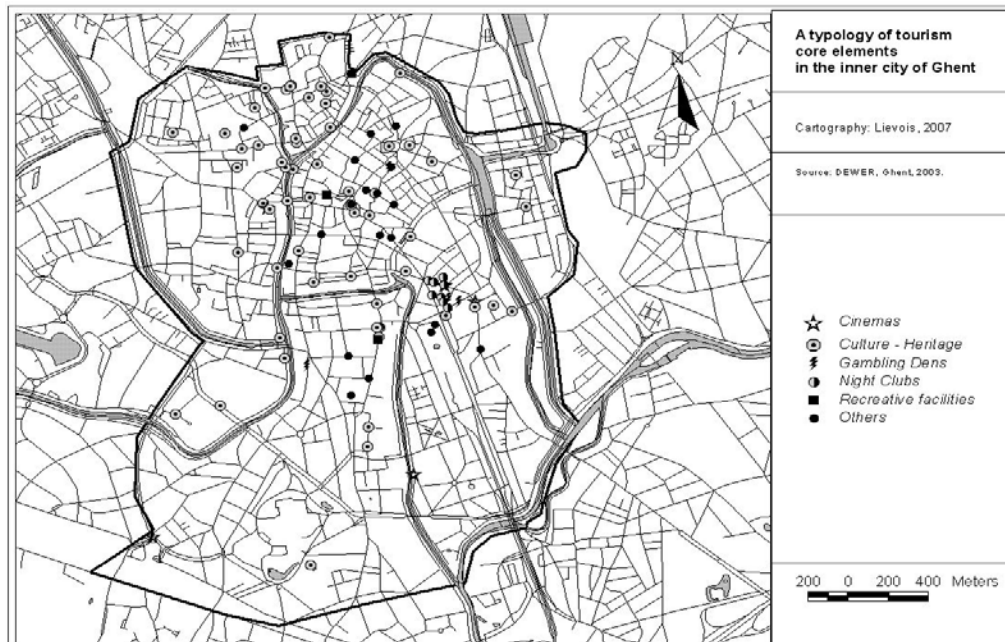 A typology of tourism
core elements
in the inner city of Ghent
Cartography: Lievois, 2007
Source: DEWER, Ghent, 2003.
Cinemas
Culture - Heritage
Gambling Dens
Night Clubs
Recreative facilities
Others
200 0 200 400 Meters